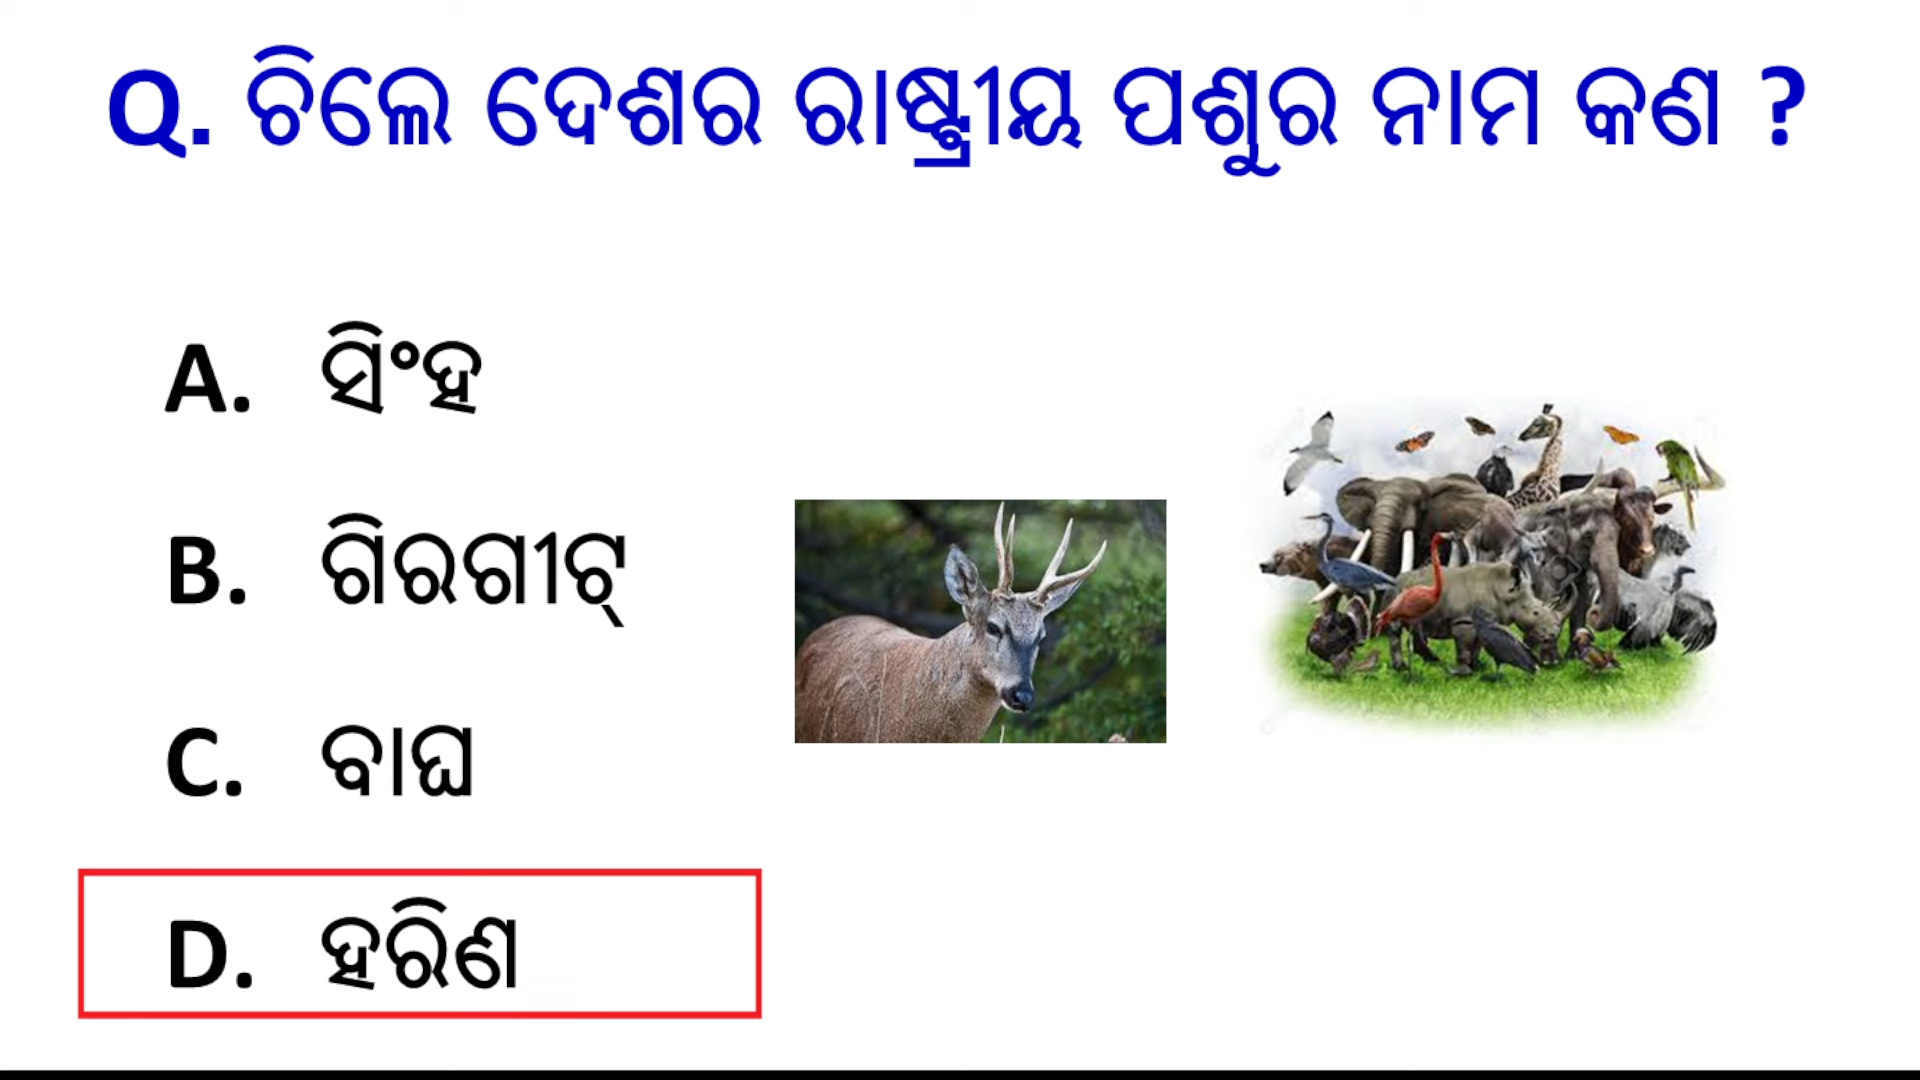 Q. ଚିଲେ ଦେଶର ରାଷ୍ଟ୍ରୀୟ ପଶୁର ନାମ କଣ ?
A. ସିଂହ
B. ଗିରଗୀଟ୍
C. ବାଘ
D. ହରିଣ